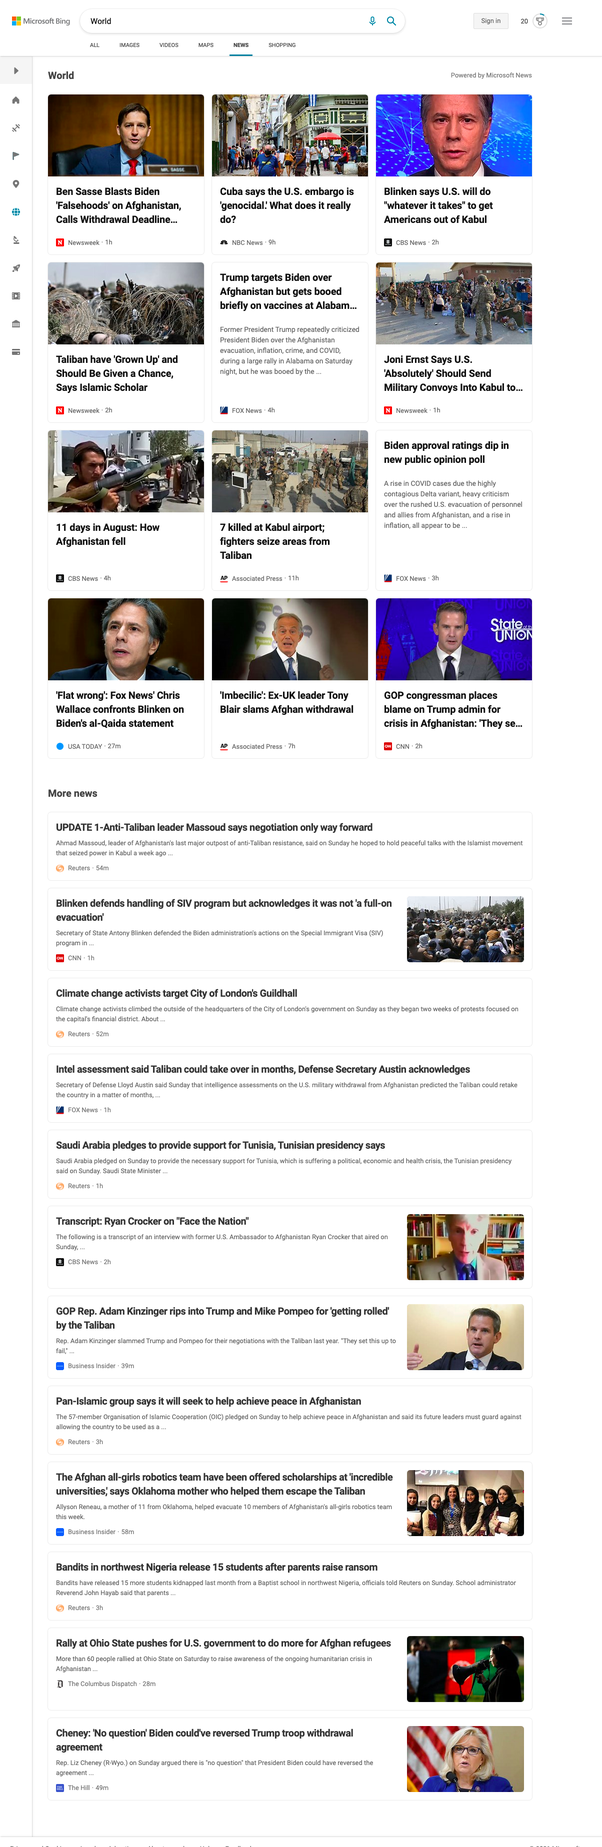 Microsoft Bing
World
Sign in
20
ALL IMAGES VIDEOS MAPS NEWS SHOPPING
World
Powered by Microsoft News
MR. SASSE
Ben Sasse Blasts Biden
'Falsehoods' on Afghanistan,
Calls Withdrawal Deadline...
Newsweek · 1h
Cuba says the U.S. embargo is
'genocidal.' What does it really
do?
NBC News · 9h
Blinken says U.S. will do
"whatever it takes" to get
Americans out of Kabul
CBS News · 2h
Taliban have 'Grown Up' and
Should Be Given a Chance,
Says Islamic Scholar
Newsweek · 2h
Trump targets Biden over
Afghanistan but gets booed
briefly on vaccines at Alabam...
Former President Trump repeatedly criticized
President Biden over the Afghanistan
evacuation, inflation, crime, and COVID,
during a large rally in Alabama on Saturday
night, but he was booed by the ...
FOX News · 4h
Joni Ernst Says U.S.
'Absolutely' Should Send
Military Convoys Into Kabul to...
Newsweek · 1h
11 days in August: How
Afghanistan fell
CBS News · 4h
7 killed at Kabul airport;
fighters seize areas from
Taliban
AP Associated Press · 11h
Biden approval ratings dip in
new public opinion poll
A rise in COVID cases due the highly
contagious Delta variant, heavy criticism
over the rushed U.S. evacuation of personnel
and allies from Afghanistan, and a rise in
inflation, all appear to be ...
FOX News · 3h
'Flat wrong': Fox News' Chris
Wallace confronts Blinken on
Biden's al-Qaida statement
USA TODAY · 27m
'Imbecilic': Ex-UK leader Tony
Blair slams Afghan withdrawal
AP Associated Press · 7h
State
UNION
GOP congressman places
blame on Trump admin for
crisis in Afghanistan: 'They se...
CNN · 2h
More news
UPDATE 1-Anti-Taliban leader Massoud says negotiation only way forward
Ahmad Massoud, leader of Afghanistan's last major outpost of anti-Taliban resistance, said on Sunday he hoped to hold peaceful talks with the Islamist movement
that seized power in Kabul a week ago ...
Reuters · 54m
Blinken defends handling of SIV program but acknowledges it was not 'a full-on
evacuation'
Secretary of State Antony Blinken defended the Biden administration's actions on the Special Immigrant Visa (SIV)
program in ...
CNN · 1h
Climate change activists target City of London's Guildhall
Climate change activists climbed the outside of the headquarters of the City of London's government on Sunday as they began two weeks of protests focused on
the capital's financial district. About ...
Reuters · 52m
Intel assessment said Taliban could take over in months, Defense Secretary Austin acknowledges
Secretary of Defense Lloyd Austin said Sunday that intelligence assessments on the U.S. military withdrawal from Afghanistan predicted the Taliban could retake
the country in a matter of months, ...
FOX News · 1h
Saudi Arabia pledges to provide support for Tunisia, Tunisian presidency says
Saudi Arabia pledged on Sunday to provide the necessary support for Tunisia, which is suffering a political, economic and health crisis, the Tunisian presidency
said on Sunday. Saudi State Minister ...
Reuters · 1h
Transcript: Ryan Crocker on "Face the Nation"
The following is a transcript of an interview with former U.S. Ambassador to Afghanistan Ryan Crocker that aired on
Sunday, ...
CBS News · 2h
GOP Rep. Adam Kinzinger rips into Trump and Mike Pompeo for 'getting rolled'
by the Taliban
Rep. Adam Kinzinger slammed Trump and Pompeo for their negotiations with the Taliban last year. "They set this up to
fail," ...
Business Insider · 39m
Pan-Islamic group says it will seek to help achieve peace in Afghanistan
The 57-member Organisation of Islamic Cooperation (OIC) pledged on Sunday to help achieve peace in Afghanistan and said its future leaders must guard against
allowing the country to be used as a ...
Reuters · 3h
The Afghan all-girls robotics team have been offered scholarships at 'incredible
universities,' says Oklahoma mother who helped them escape the Taliban
Allyson Reneau, a mother of 11 from Oklahoma, helped evacuate 10 members of Afghanistan's all-girls robotics team
this week.
Business Insider · 58m
Bandits in northwest Nigeria release 15 students after parents raise ransom
Bandits have released 15 more students kidnapped last month from a Baptist school in northwest Nigeria, officials told Reuters on Sunday. School administrator
Reverend John Hayab said that parents ...
Reuters · 3h
Rally at Ohio State pushes for U.S. government to do more for Afghan refugees
More than 60 people rallied at Ohio State on Saturday to raise awareness of the ongoing humanitarian crisis in
Afghanistan ...
The Columbus Dispatch · 28m
Cheney: 'No question' Biden could've reversed Trump troop withdrawal
agreement
Rep. Liz Cheney (R-Wyo.) on Sunday argued there is "no question" that President Biden could have reversed the
agreement ...
The Hill · 49m